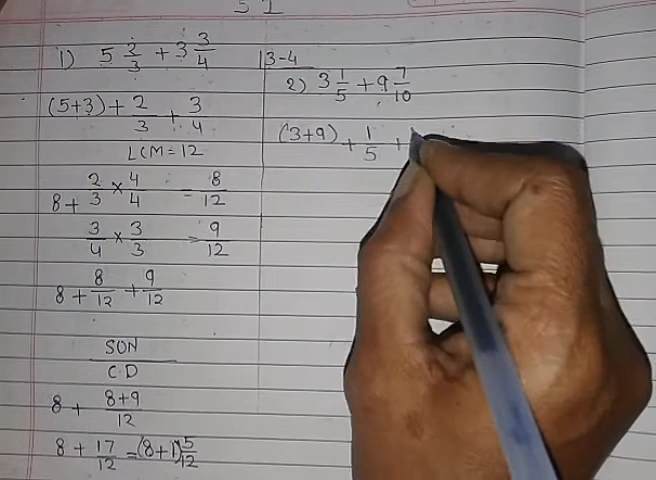 1) 5 2/3 + 3 3/4
(5+3) + 2/3 + 3/4
LCM = 12
8 + 2/3 × 4/4 = 8/12
3/4 × 3/3 = 9/12
8 + 8/12 + 9/12
SON
C.D
8 + 8+9/12
8 + 17/12 = (8+1) 5/12
3-4
2) 3 1/5 + 9 7/10
(3+9) + 1/5 +